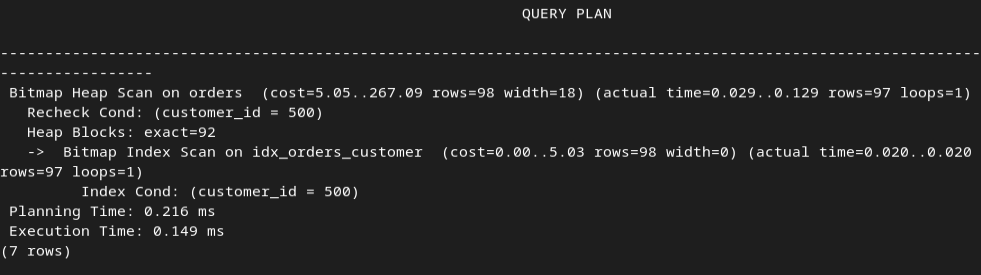 QUERY PLAN
-------------------------------------------------------------------------------------------------------------
-----------------
Bitmap Heap Scan on orders  (cost=5.05..267.09 rows=98 width=18) (actual time=0.029..0.129 rows=97 loops=1)
Recheck Cond: (customer_id = 500)
Heap Blocks: exact=92
->  Bitmap Index Scan on idx_orders_customer  (cost=0.00..5.03 rows=98 width=0) (actual time=0.020..0.020
rows=97 loops=1)
Index Cond: (customer_id = 500)
Planning Time: 0.216 ms
Execution Time: 0.149 ms
(7 rows)